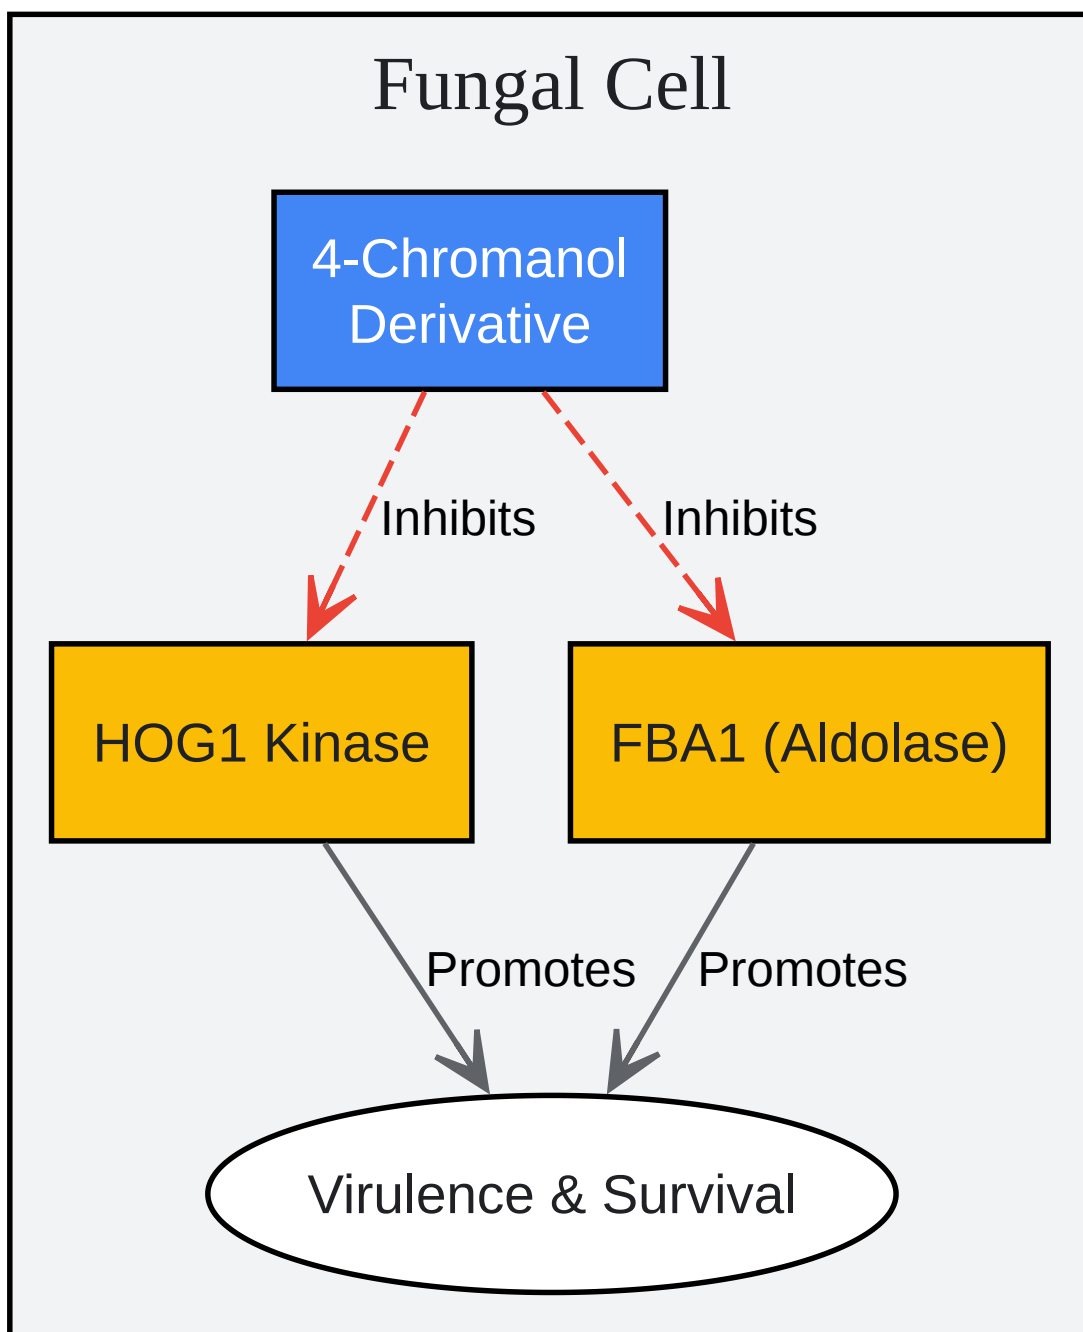 Fungal Cell
4-Chromanol
Derivative
Inhibits
Inhibits
HOG1 Kinase
FBA1 (Aldolase)
Promotes
Promotes
Virulence & Survival